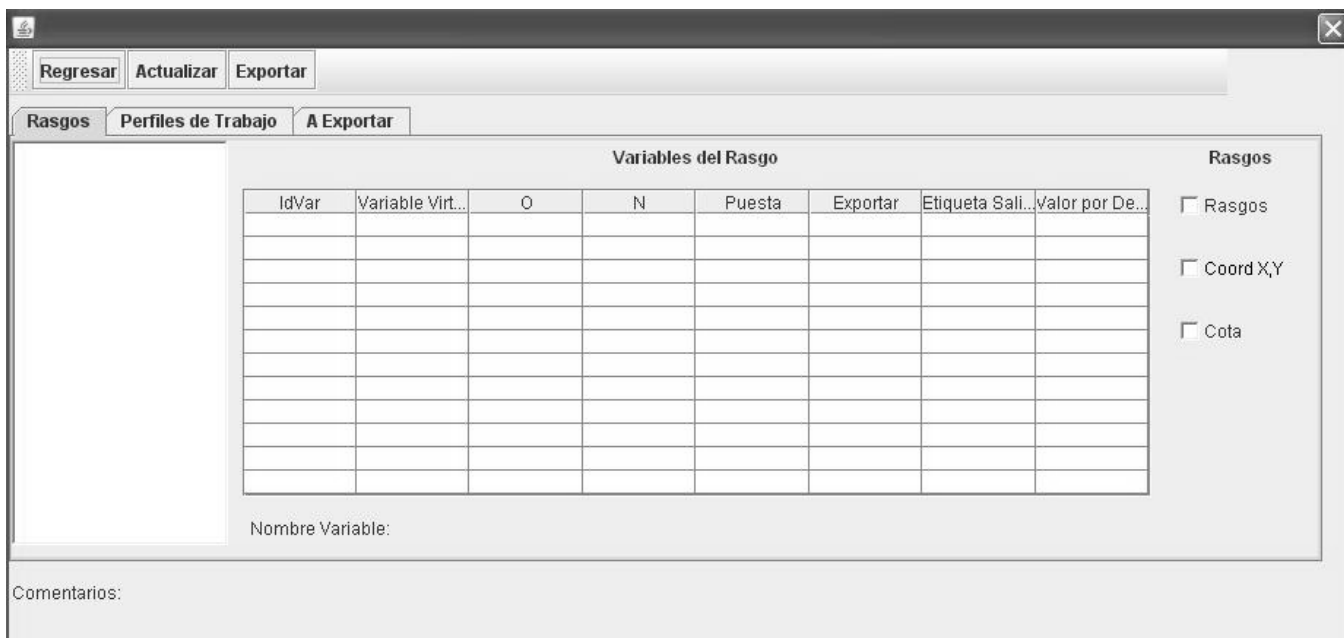 Regresar Actualizar Exportar
Rasgos Perfiles de Trabajo A Exportar
Variables del Rasgo Rasgos
IdVar Variable Virt... O N Puesta Exportar Etiqueta Sali... Valor por De...
Rasgos
Coord X,Y
Cota
Nombre Variable:
Comentarios: